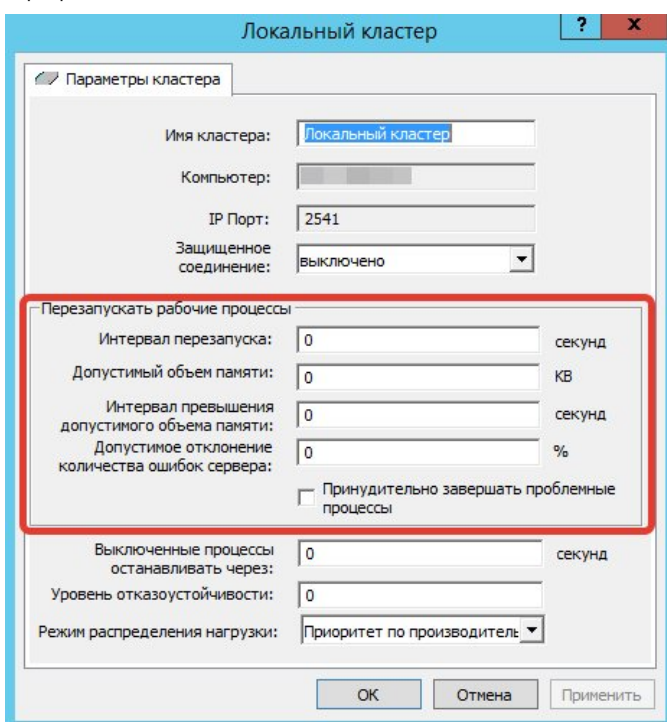 Локальный кластер
? x
Параметры кластера
Имя кластера: Локальный кластер
Компьютер:
IP Порт: 2541
Защищенное
соединение: выключено
Перезапускать рабочие процессы
Интервал перезапуска: 0 секунд
Допустимый объем памяти: 0 KB
Интервал превышения
допустимого объема памяти: 0 секунд
Допустимое отклонение
количества ошибок сервера: 0 %
Принудительно завершать проблемные
процессы
Выключенные процессы
останавливать через: 0 секунд
Уровень отказоустойчивости: 0
Режим распределения нагрузки: Приоритет по производитель
OK Отмена Применить